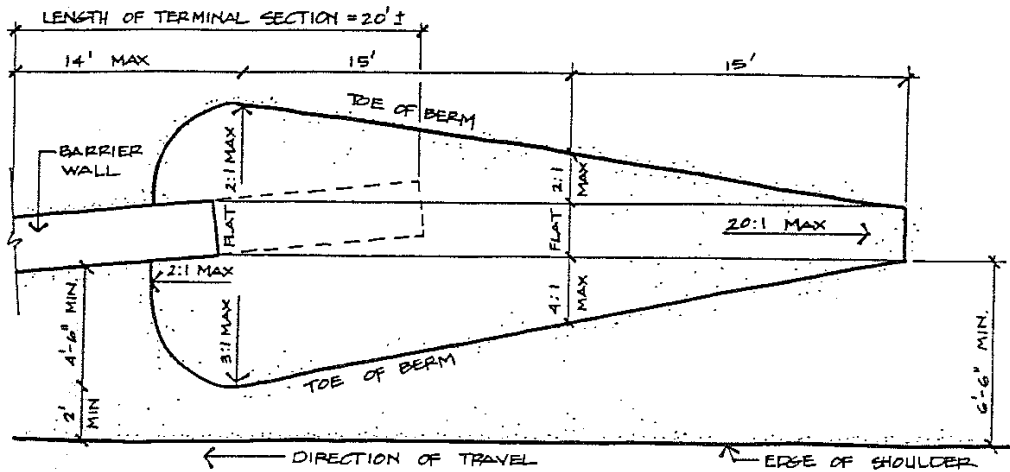 LENGTH OF TERMINAL SECTION = 20' ±
14' MAX
15'
15'
TOE OF BERM
BARRIER
WALL
2:1 MAX
2:1
MAX
FLAT
FLAT
20:1 MAX
2:1 MAX
4:1
MAX
3:1 MAX
4'-6" MIN.
6'-6" MIN.
TOE OF BERM
2'
MIN
DIRECTION OF TRAVEL
EDGE OF SHOULDER